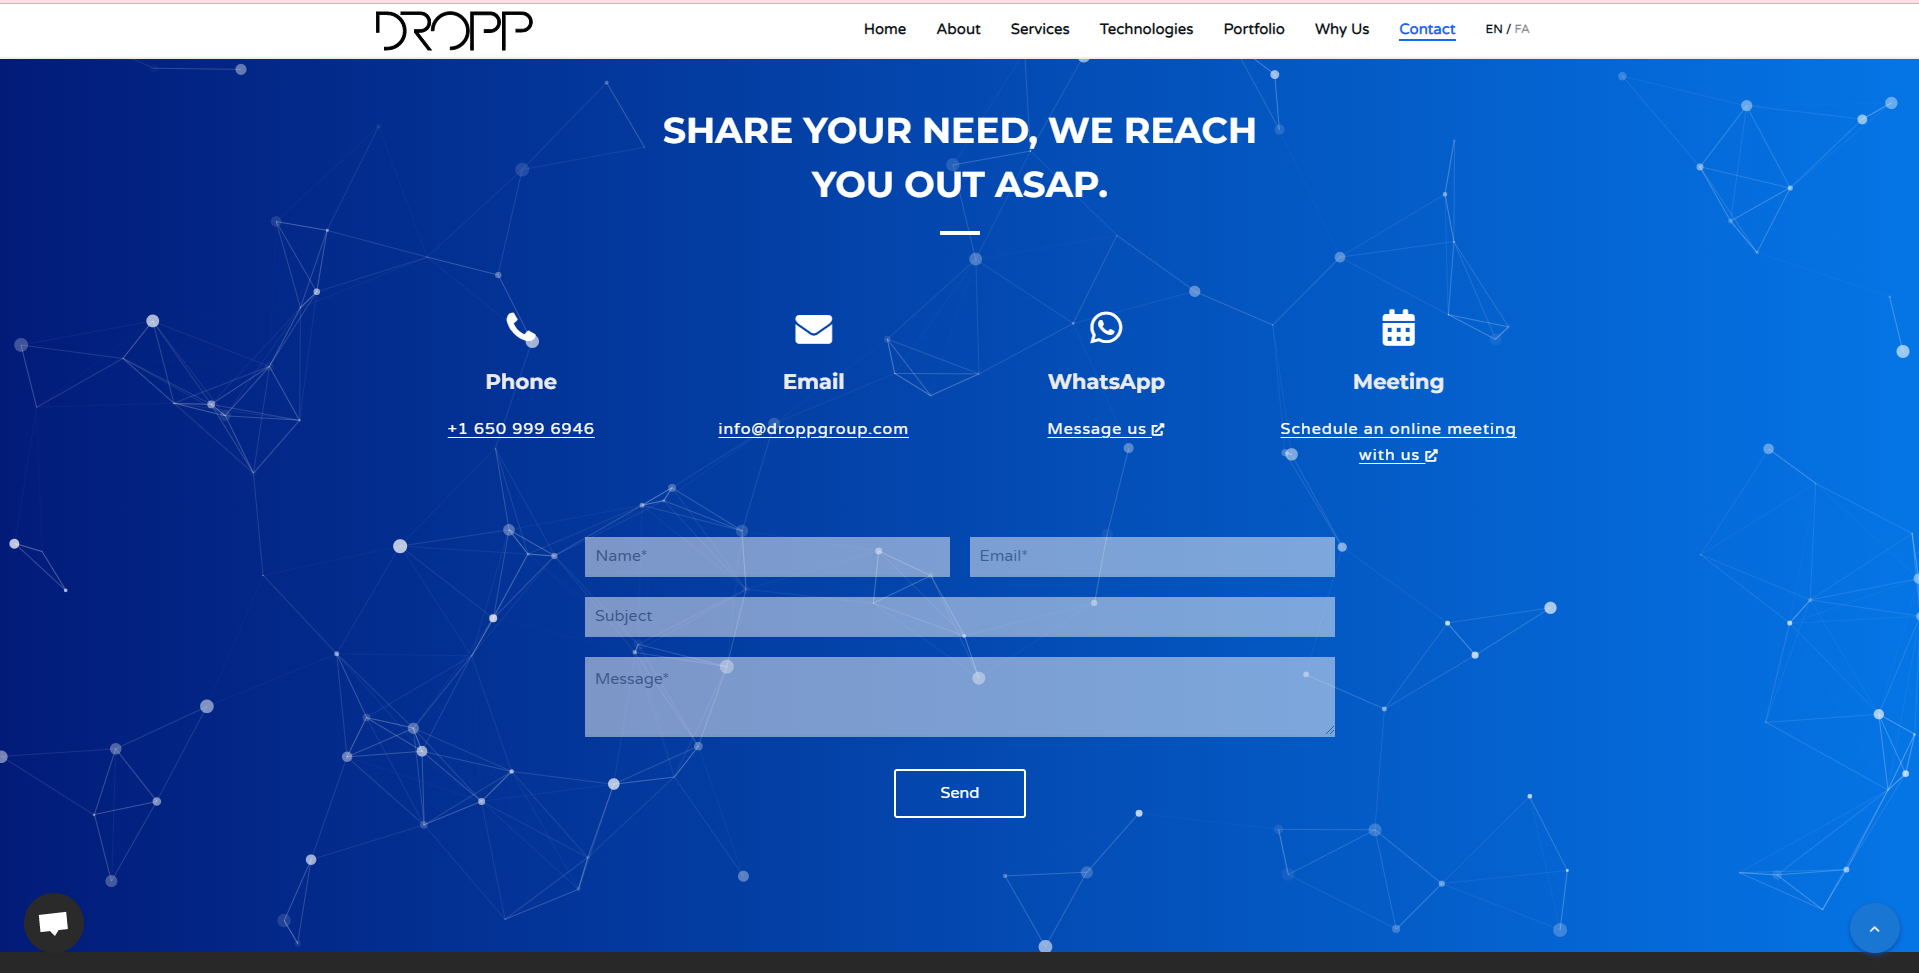 DROPP
Home About Services Technologies Portfolio Why Us Contact EN / FA
SHARE YOUR NEED, WE REACH
YOU OUT ASAP.
Phone
+1 650 999 6946
Email
info@droppgroup.com
WhatsApp
Message us
Meeting
Schedule an online meeting
with us
Name*
Email*
Subject
Message*
Send